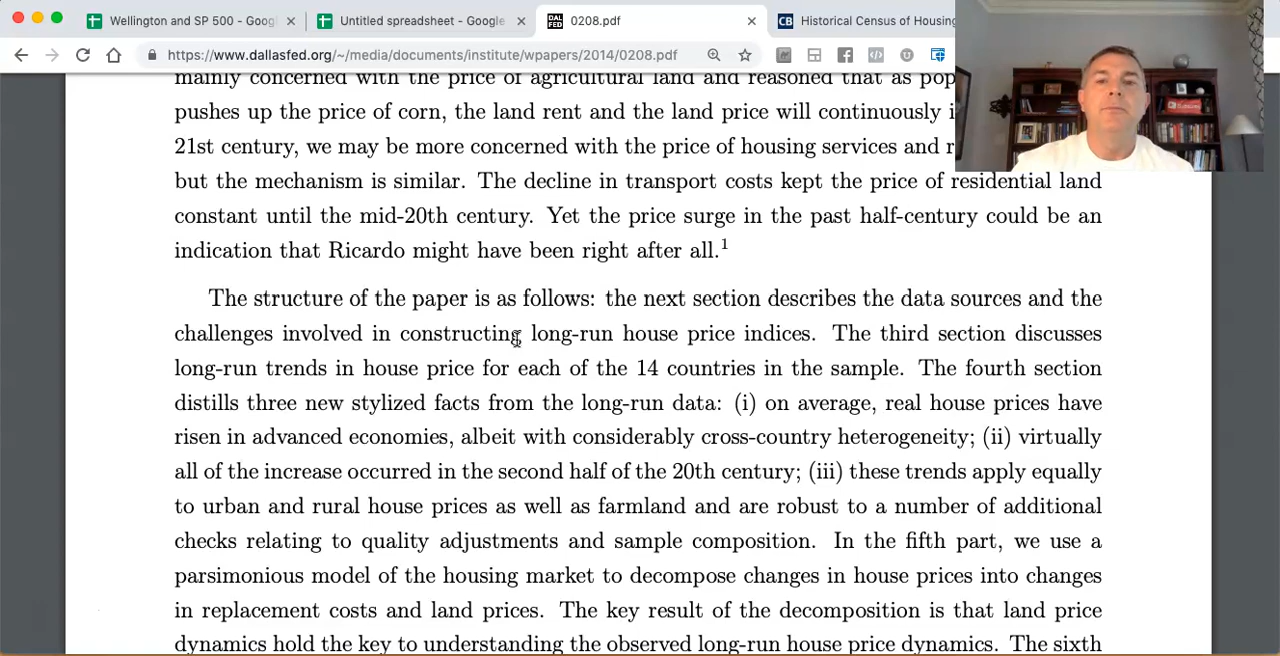 Wellington and SP 500 - Goog
Untitled spreadsheet - Google
0208.pdf
Historical Census of Housing
https://www.dallasfed.org/~/media/documents/institute/wpapers/2014/0208.pdf
mainly concerned with the price of agricultural land and reasoned that as pop
pushes up the price of corn, the land rent and the land price will continuously i
21st century, we may be more concerned with the price of housing services and r
but the mechanism is similar. The decline in transport costs kept the price of residential land
constant until the mid-20th century. Yet the price surge in the past half-century could be an
indication that Ricardo might have been right after all.1
The structure of the paper is as follows: the next section describes the data sources and the
challenges involved in constructing long-run house price indices. The third section discusses
long-run trends in house price for each of the 14 countries in the sample. The fourth section
distills three new stylized facts from the long-run data: (i) on average, real house prices have
risen in advanced economies, albeit with considerably cross-country heterogeneity; (ii) virtually
all of the increase occurred in the second half of the 20th century; (iii) these trends apply equally
to urban and rural house prices as well as farmland and are robust to a number of additional
checks relating to quality adjustments and sample composition. In the fifth part, we use a
parsimonious model of the housing market to decompose changes in house prices into changes
in replacement costs and land prices. The key result of the decomposition is that land price
dynamics hold the key to understanding the observed long-run house price dynamics. The sixth